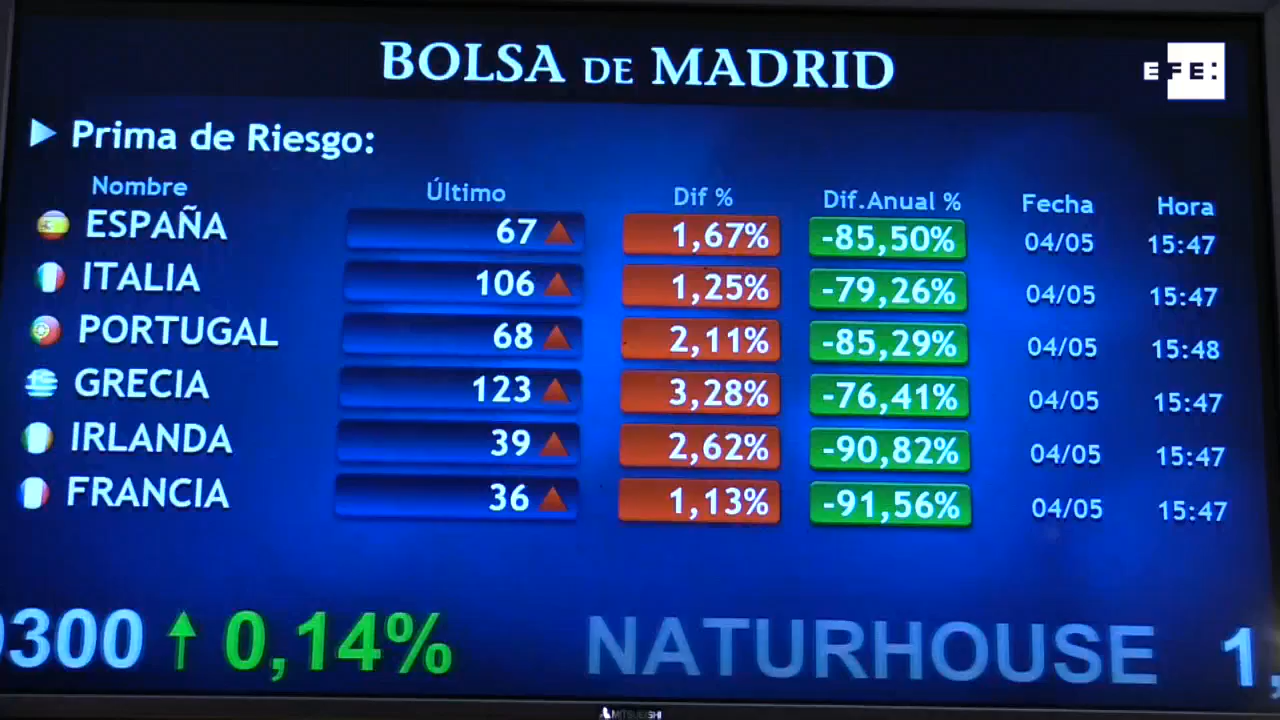 BOLSA DE MADRID
EFE:
Prima de Riesgo:
Nombre Último Dif % Dif.Anual % Fecha Hora
ESPAÑA 67 1,67% -85,50% 04/05 15:47
ITALIA 106 1,25% -79,26% 04/05 15:47
PORTUGAL 68 2,11% -85,29% 04/05 15:48
GRECIA 123 3,28% -76,41% 04/05 15:47
IRLANDA 39 2,62% -90,82% 04/05 15:47
FRANCIA 36 1,13% -91,56% 04/05 15:47
300 0,14% NATURHOUSE 1,
MITSUBISHI